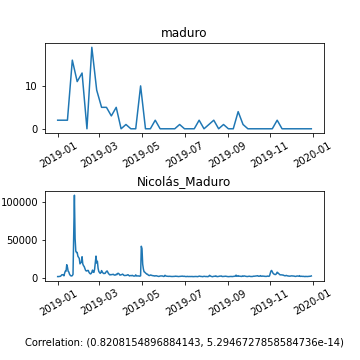 maduro
10
0
2019-01 2019-03 2019-05 2019-07 2019-09 2019-11 2020-01
Nicolás_Maduro
100000
50000
0
2019-01 2019-03 2019-05 2019-07 2019-09 2019-11 2020-01
Correlation: (0.8208154896884143, 5.2946727858584736e-14)